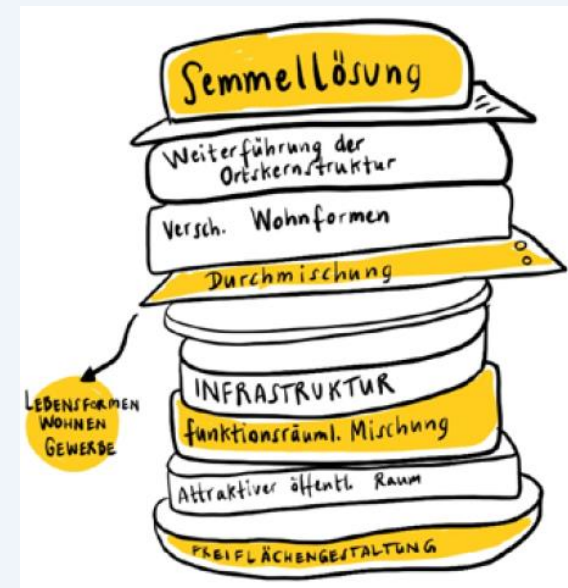 Semmellösung
Weiterführung der
Ortskernstruktur
Versch. Wohnformen
Durchmischung
LEBENSFORMEN
WOHNEN
GEWERBE
INFRASTRUKTUR
funktionsräuml. Mischung
Attraktiver öffentl. Raum
FREIFLÄCHENGESTALTUNG